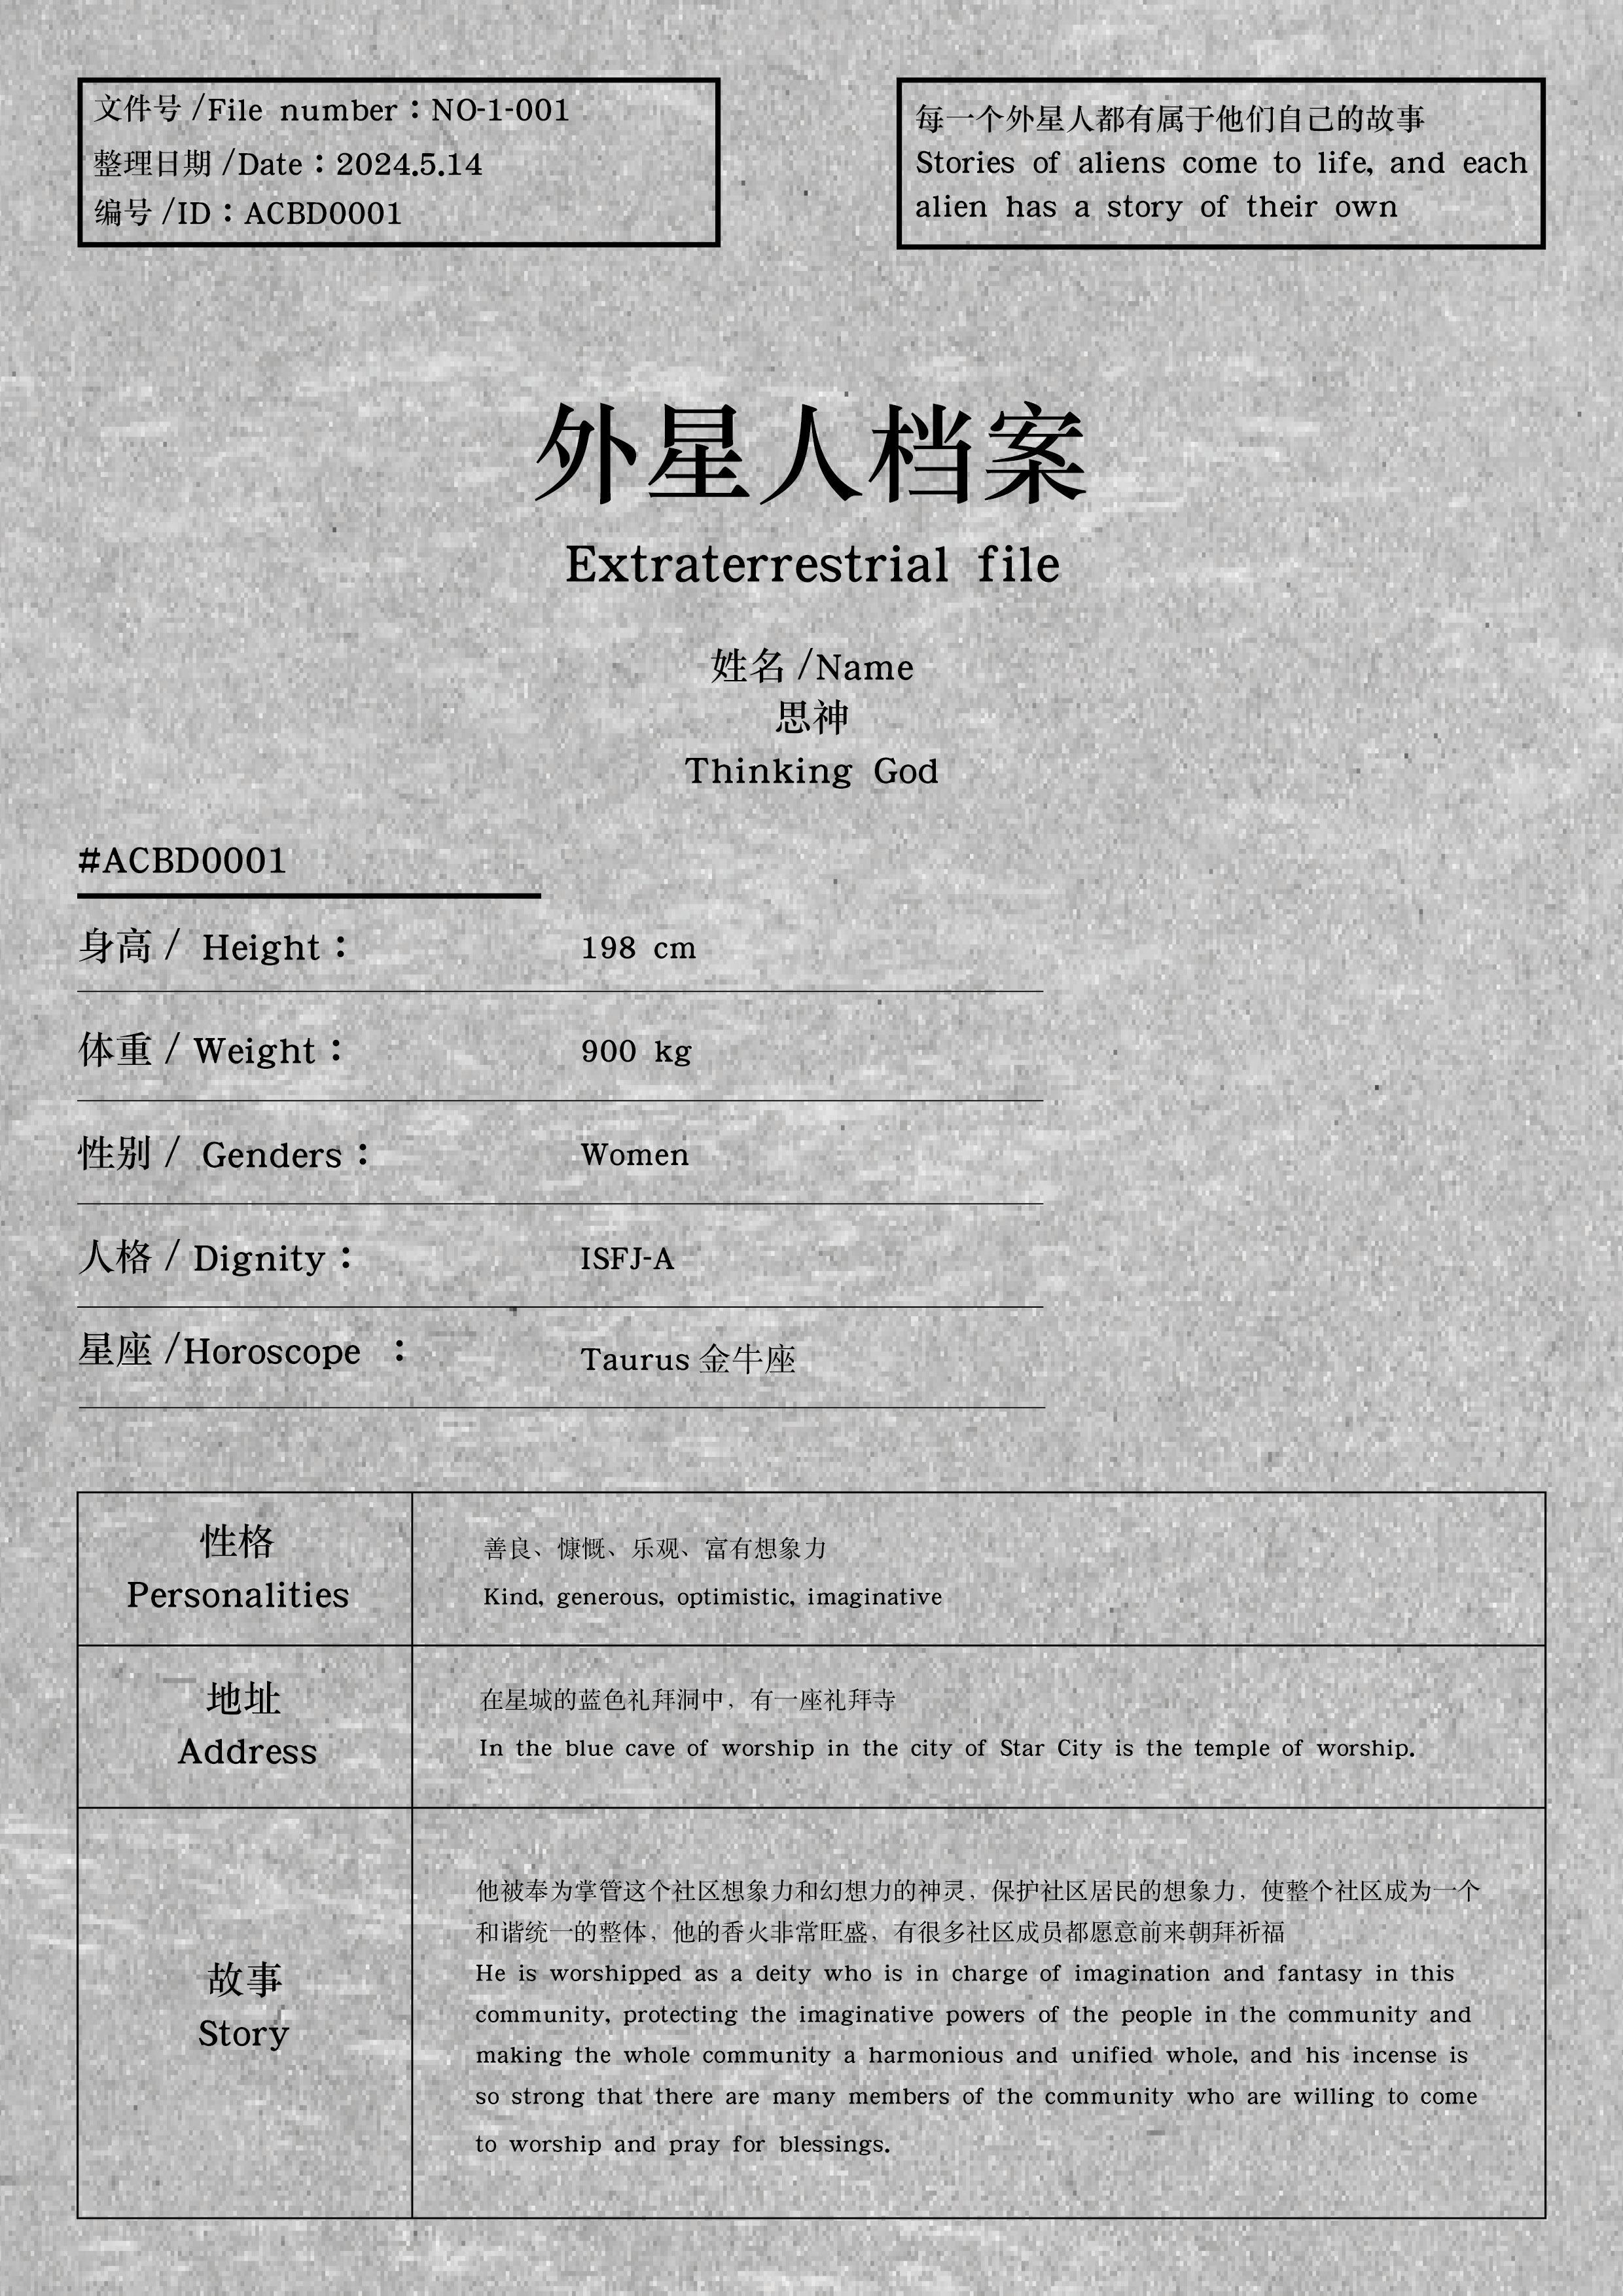 文件号 /File number：NO-1-001
整理日期 /Date：2024.5.14
编号 /ID：ACBD0001
每一个外星人都有属于他们自己的故事
Stories of aliens come to life, and each
alien has a story of their own
外星人档案
Extraterrestrial file
姓名 /Name
思神
Thinking God
#ACBD0001
身高 / Height： 198 cm
体重 / Weight： 900 kg
性别 / Genders： Women
人格 / Dignity： ISFJ-A
星座 /Horoscope ： Taurus 金牛座
性格
Personalities
善良、慷慨、乐观、富有想象力
Kind, generous, optimistic, imaginative
地址
Address
在星城的蓝色礼拜洞中，有一座礼拜寺
In the blue cave of worship in the city of Star City is the temple of worship.
故事
Story
他被奉为掌管这个社区想象力和幻想力的神灵，保护社区居民的想象力，使整个社区成为一个
和谐统一的整体，他的香火非常旺盛，有很多社区成员都愿意前来朝拜祈福
He is worshipped as a deity who is in charge of imagination and fantasy in this
community, protecting the imaginative powers of the people in the community and
making the whole community a harmonious and unified whole, and his incense is
so strong that there are many members of the community who are willing to come
to worship and pray for blessings.